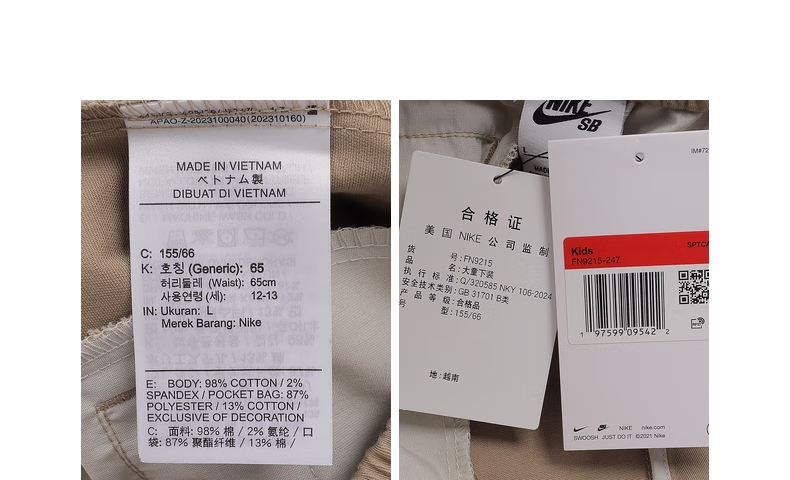 APAO-Z-2023100040(20231016​0)
MADE IN VIETNAM
ベトナム製
DIBUAT DI VIETNAM
C: 155/66
K: 호칭 (Generic): 65
허리둘레 (Waist): 65cm
사용연령 (세): 12-13
IN: Ukuran: L
Merek Barang: Nike
E: BODY: 98% COTTON / 2%
SPANDEX / POCKET BAG: 87%
POLYESTER / 13% COTTON /
EXCLUSIVE OF DECORATION
C: 面料: 98% 棉 / 2% 氨纶 / 口
袋: 87% 聚酯纤维 / 13% 棉 /
NIKE
SB
MADE
合格证
美国 NIKE 公司监制
货号:FN9215
品名:大童下装
执行标准:Q/320585 NKY 106-2024
安全技术类别:GB 31701 B类
产品等级:合格品
号型:155/66
地:越南
IM#72
Kids
SPTCA
FN9215-247
1 97599 09542 2
NIKE nike.com
SWOOSH JUST DO IT ©2021 Nike